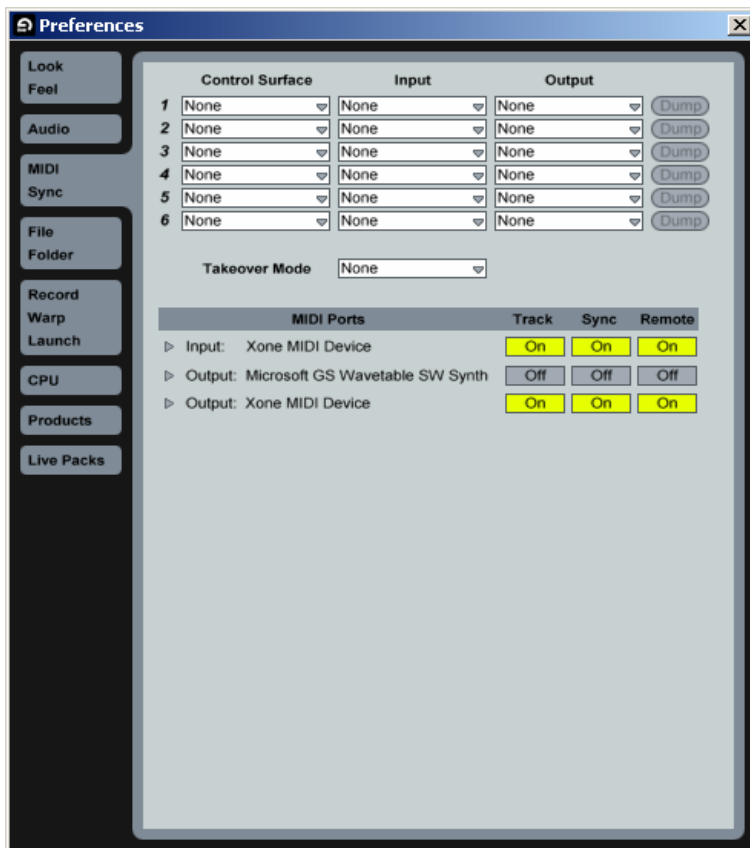 Preferences
Look
Feel
Audio
MIDI
Sync
File
Folder
Record
Warp
Launch
CPU
Products
Live Packs
Control Surface Input Output
1 None None None Dump
2 None None None Dump
3 None None None Dump
4 None None None Dump
5 None None None Dump
6 None None None Dump
Takeover Mode None
MIDI Ports Track Sync Remote
Input: Xone MIDI Device On On On
Output: Microsoft GS Wavetable SW Synth Off Off Off
Output: Xone MIDI Device On On On